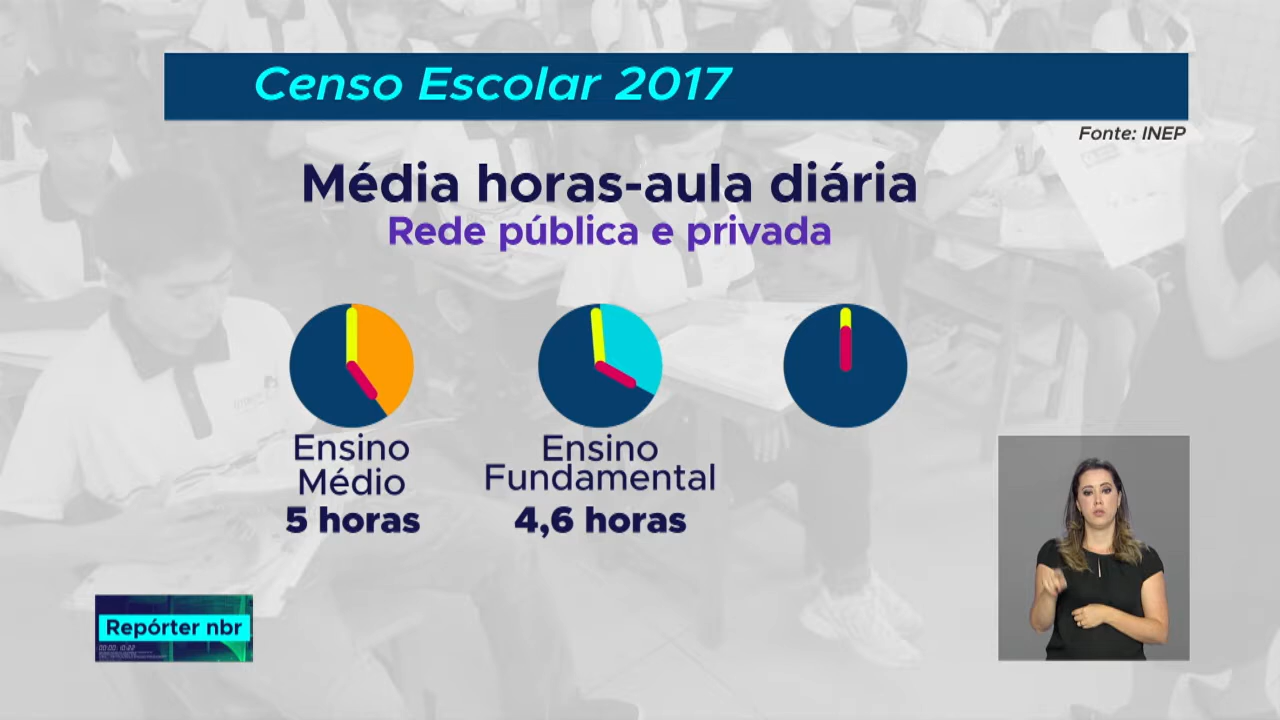 Censo Escolar 2017
Fonte: INEP
Média horas-aula diária
Rede pública e privada
Ensino
Médio
5 horas
Ensino
Fundamental
4,6 horas
Repórter nbr